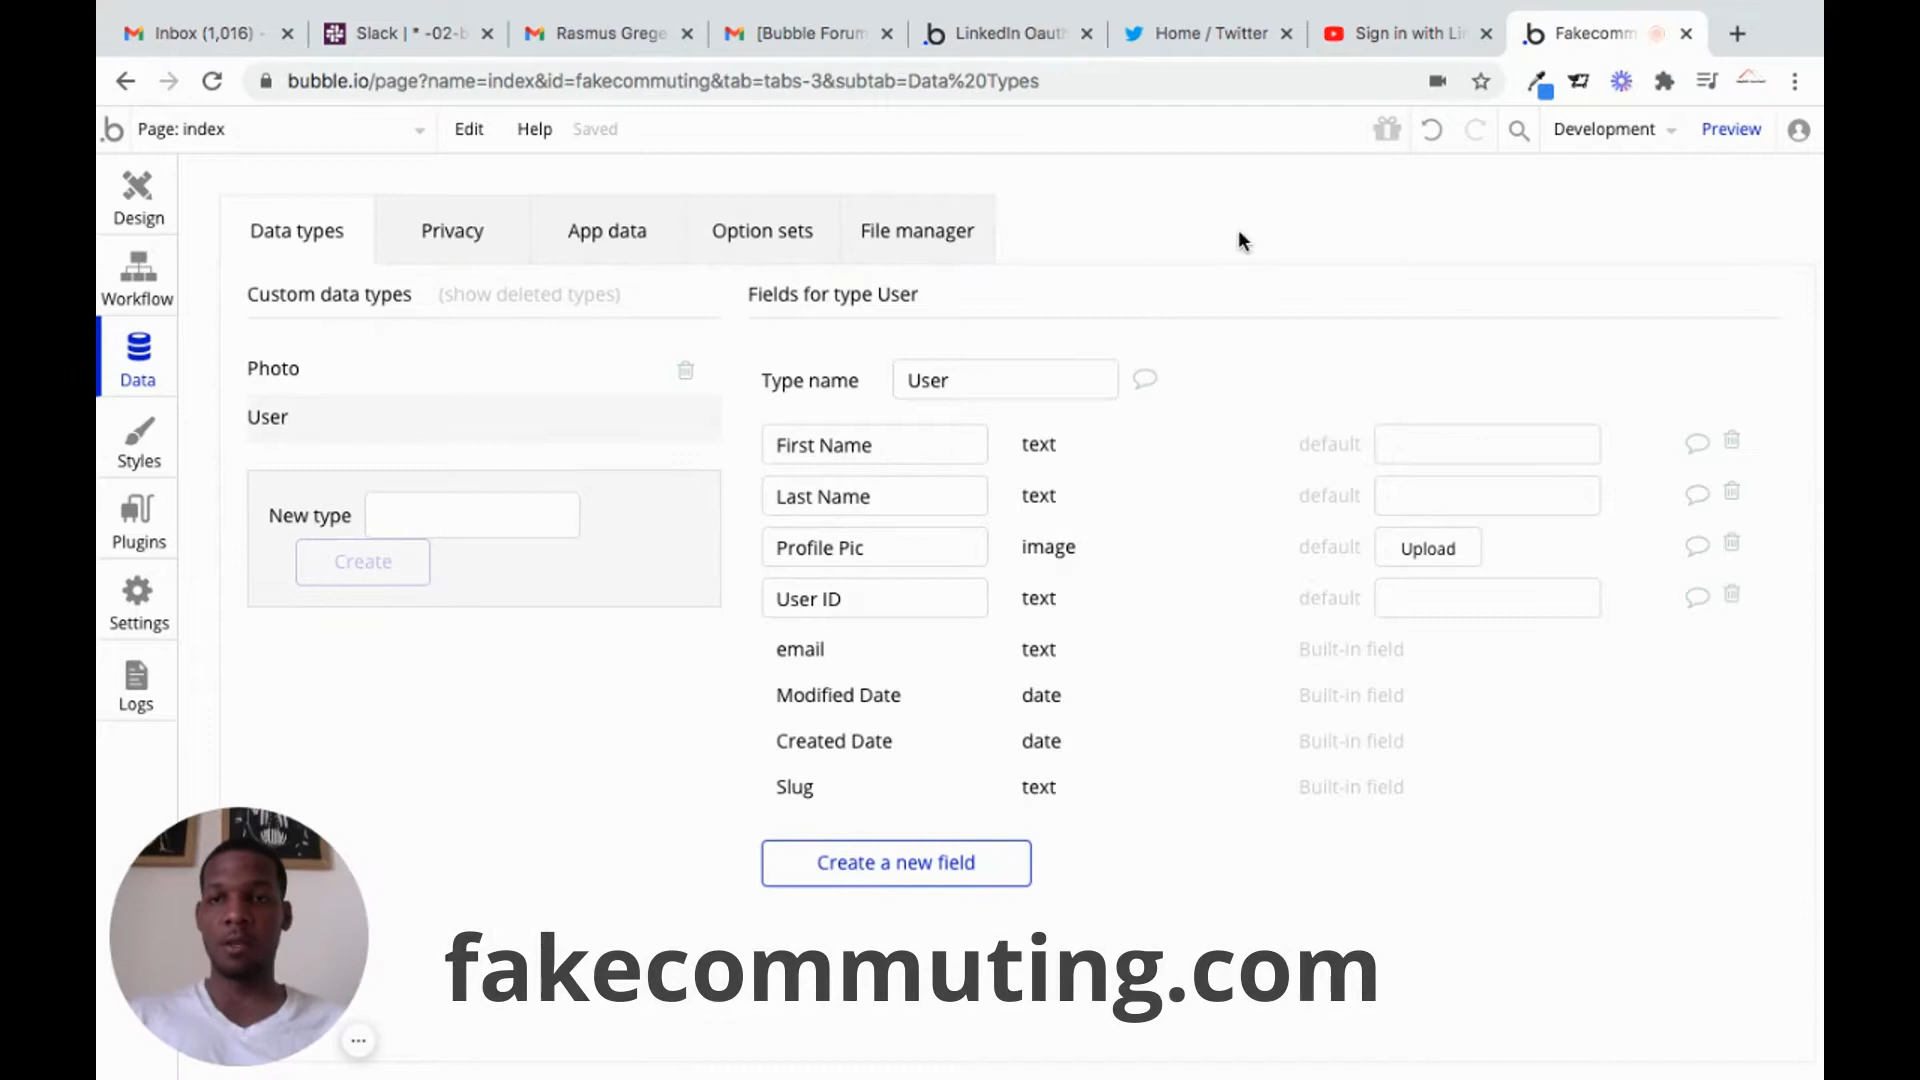 Inbox (1,016) -
Slack | * -02-b
Rasmus Grege
[Bubble Forum
LinkedIn Oaut
Home / Twitter
Sign in with Li
Fakecomm
bubble.io/page?name=index&id=fakecommuting&tab=tabs-3&subtab=Data%20Types
Page: index
Edit
Help
Saved
Development
Preview
Design
Workflow
Data
Styles
Plugins
Settings
Logs
Data types
Privacy
App data
Option sets
File manager
Custom data types
(show deleted types)
Photo
User
New type
Create
Fields for type User
Type name
User
First Name
text
default
Last Name
text
default
Profile Pic
image
default
Upload
User ID
text
default
email
text
Built-in field
Modified Date
date
Built-in field
Created Date
date
Built-in field
Slug
text
Built-in field
Create a new field
fakecommuting.com